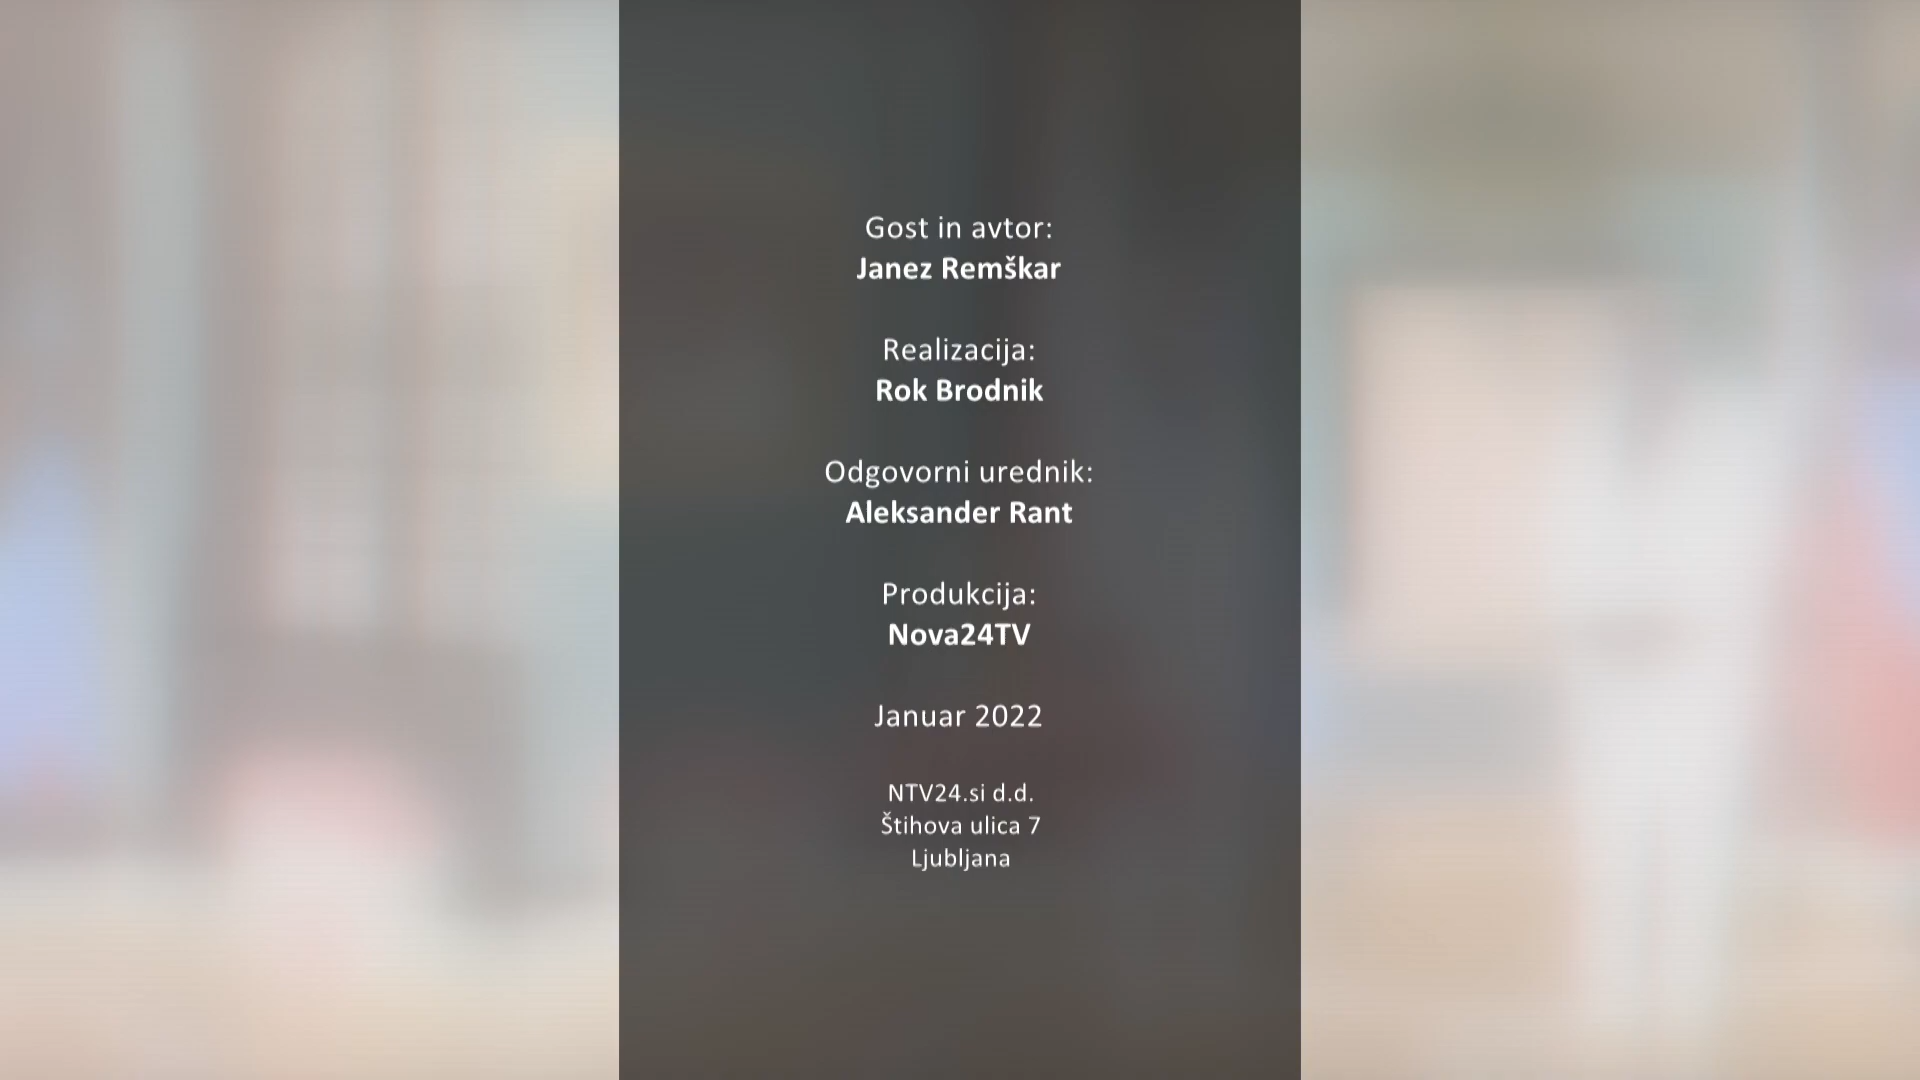 Gost in avtor:
Janez Remškar
Realizacija:
Rok Brodnik
Odgovorni urednik:
Aleksander Rant
Produkcija:
Nova24TV
Januar 2022
NTV24.si d.d.
Štihova ulica 7
Ljubljana